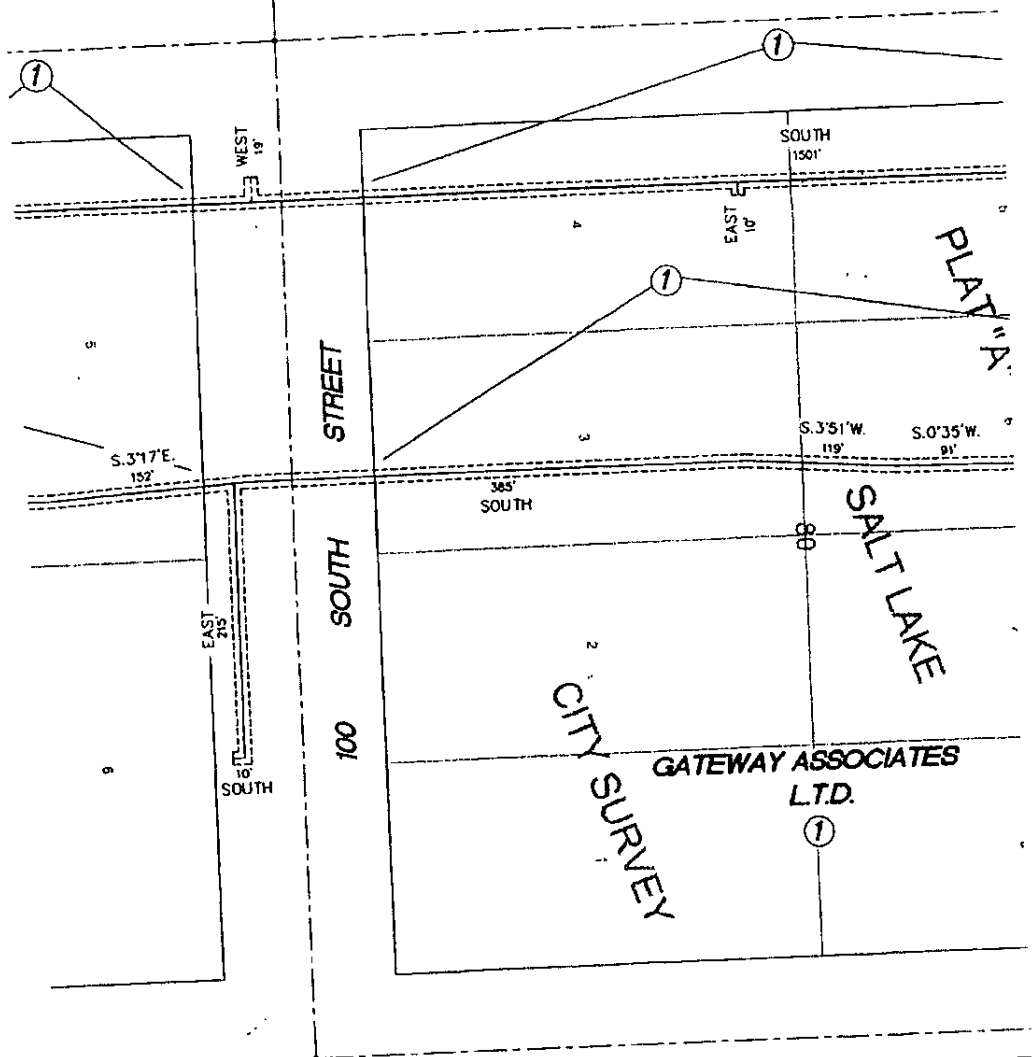 1
1
WEST
19'
SOUTH
1501'
EAST
10'
4
5
PLAT "A"
1
STREET
5
3
S.3°17'E.
152'
S.3°51'W.
119'
S.0°35'W.
91'
385'
SOUTH
SALT LAKE
80
SOUTH
EAST
215'
2
CITY SURVEY
100
6
10'
SOUTH
GATEWAY ASSOCIATES
L.T.D.
1
1